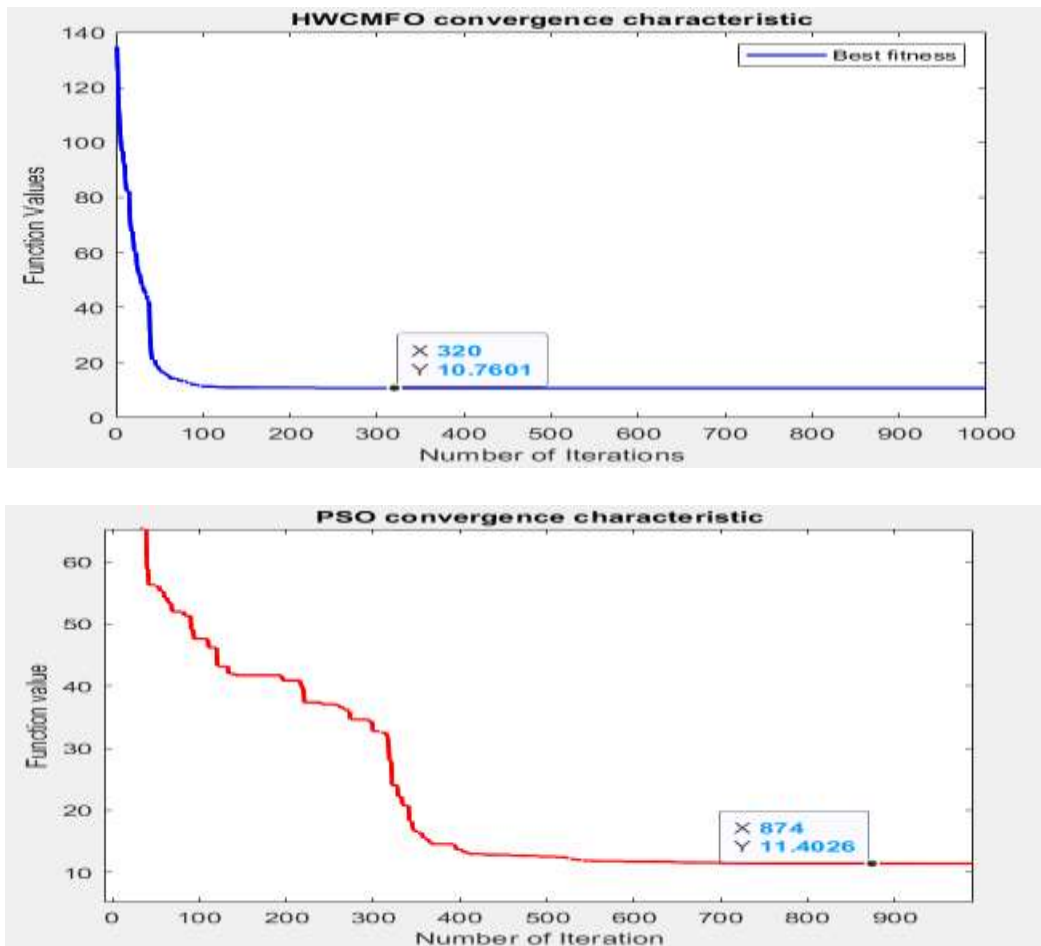 HWCMFO convergence characteristic
140
120
100
80
60
40
20
0
Function Values
Best fitness
X 320
Y 10.7601
0 100 200 300 400 500 600 700 800 900 1000
Number of Iterations
PSO convergence characteristic
60
50
40
30
20
10
Function value
X 874
Y 11.4026
0 100 200 300 400 500 600 700 800 900
Number of Iteration